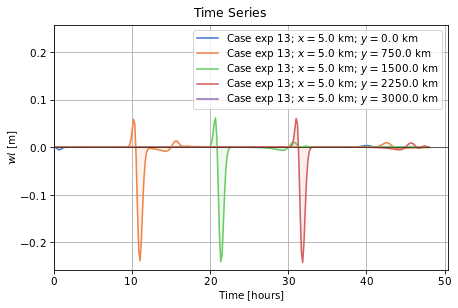 Time Series
Case exp 13; x = 5.0 km; y = 0.0 km
Case exp 13; x = 5.0 km; y = 750.0 km
Case exp 13; x = 5.0 km; y = 1500.0 km
Case exp 13; x = 5.0 km; y = 2250.0 km
Case exp 13; x = 5.0 km; y = 3000.0 km
wl [m]
0.2
0.1
0.0
−0.1
−0.2
0 10 20 30 40 50
Time [hours]